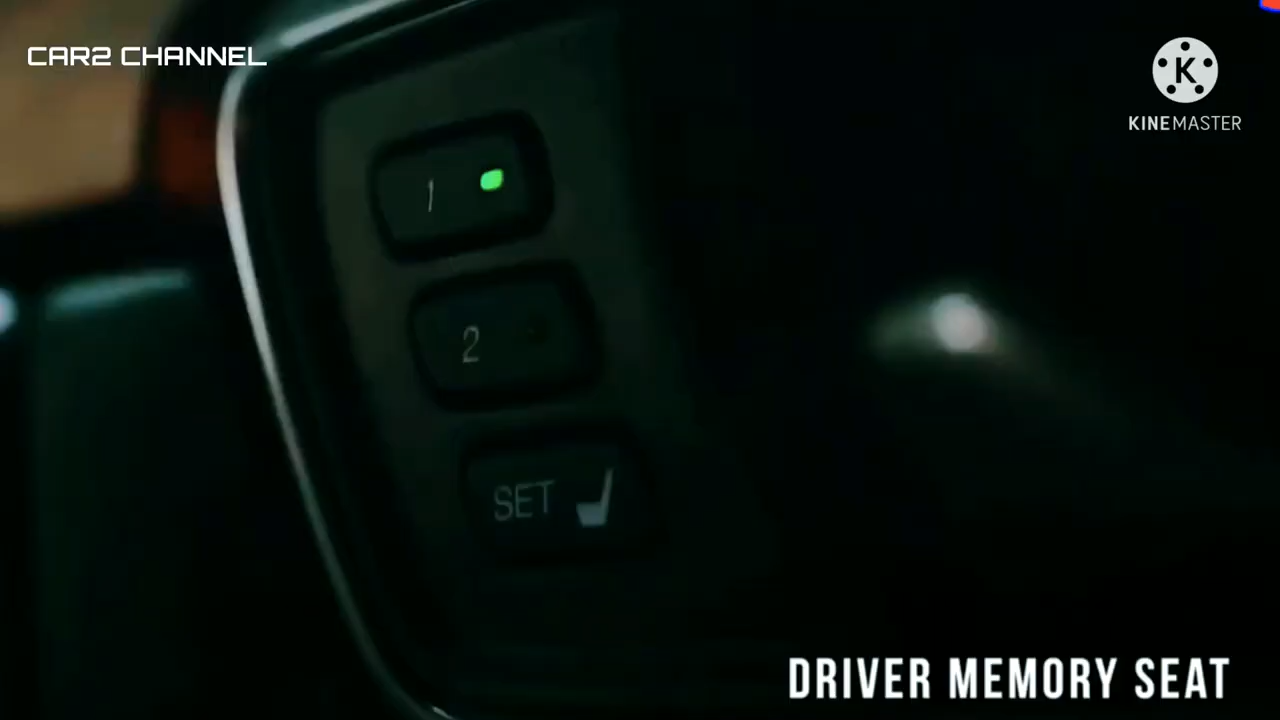 CAR2 CHANNEL
K
KINEMASTER
1
2
SET
DRIVER MEMORY SEAT